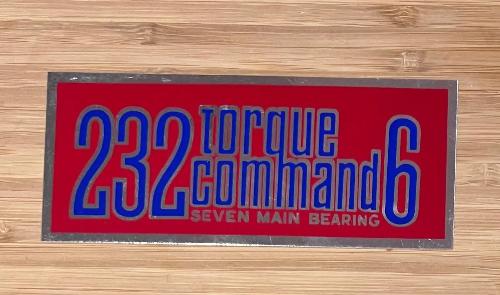 232 torque command 6
SEVEN MAIN BEARING